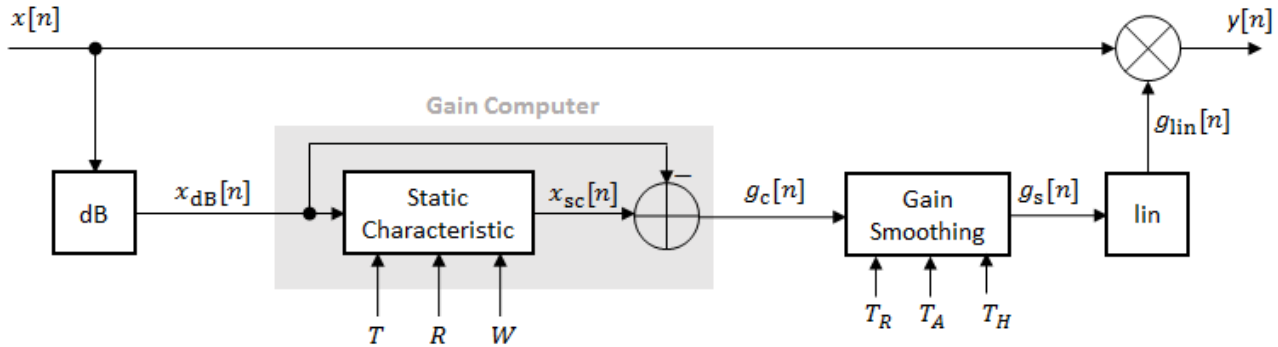 x[n]
y[n]
Gain Computer
g_lin[n]
dB
x_dB[n]
Static
Characteristic
x_sc[n]
−
g_c[n]
Gain
Smoothing
g_s[n]
lin
T
R
W
T_R
T_A
T_H